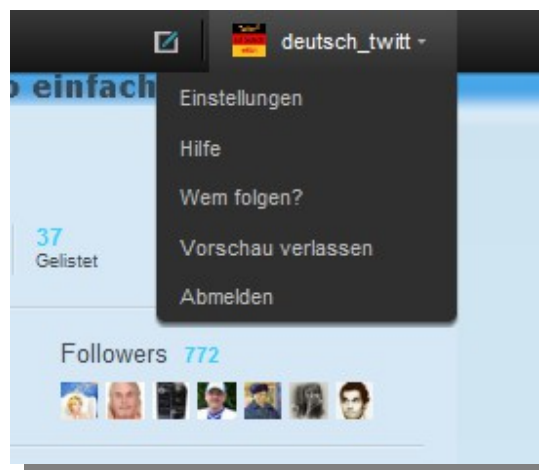 deutsch_twitt
o einfach
Einstellungen
Hilfe
Wem folgen?
Vorschau verlassen
Abmelden
37
Gelistet
Followers 772